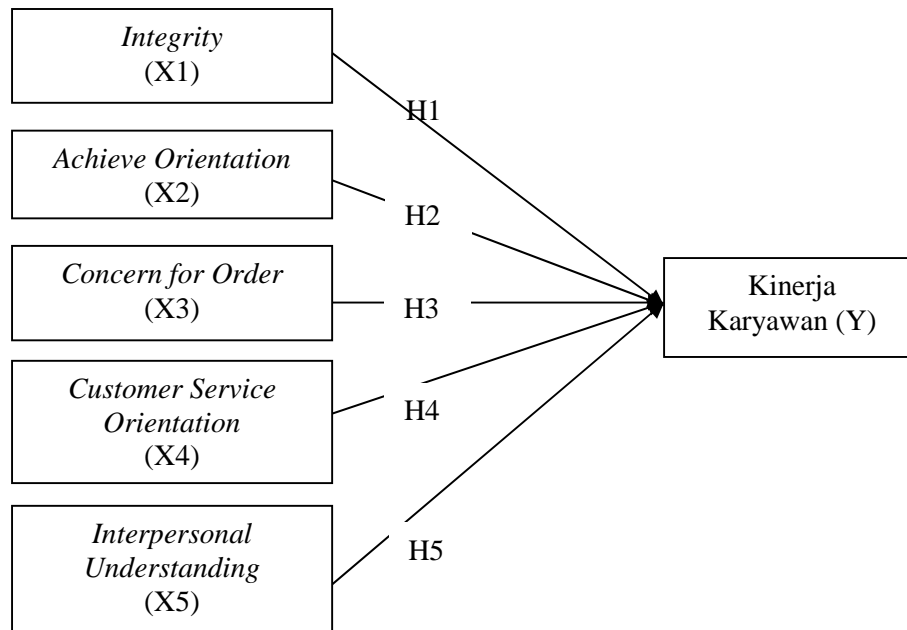 Integrity
(X1)
H1
Achieve Orientation
(X2)
H2
Concern for Order
(X3)
H3
Kinerja
Karyawan (Y)
Customer Service
Orientation
(X4)
H4
Interpersonal
Understanding
(X5)
H5